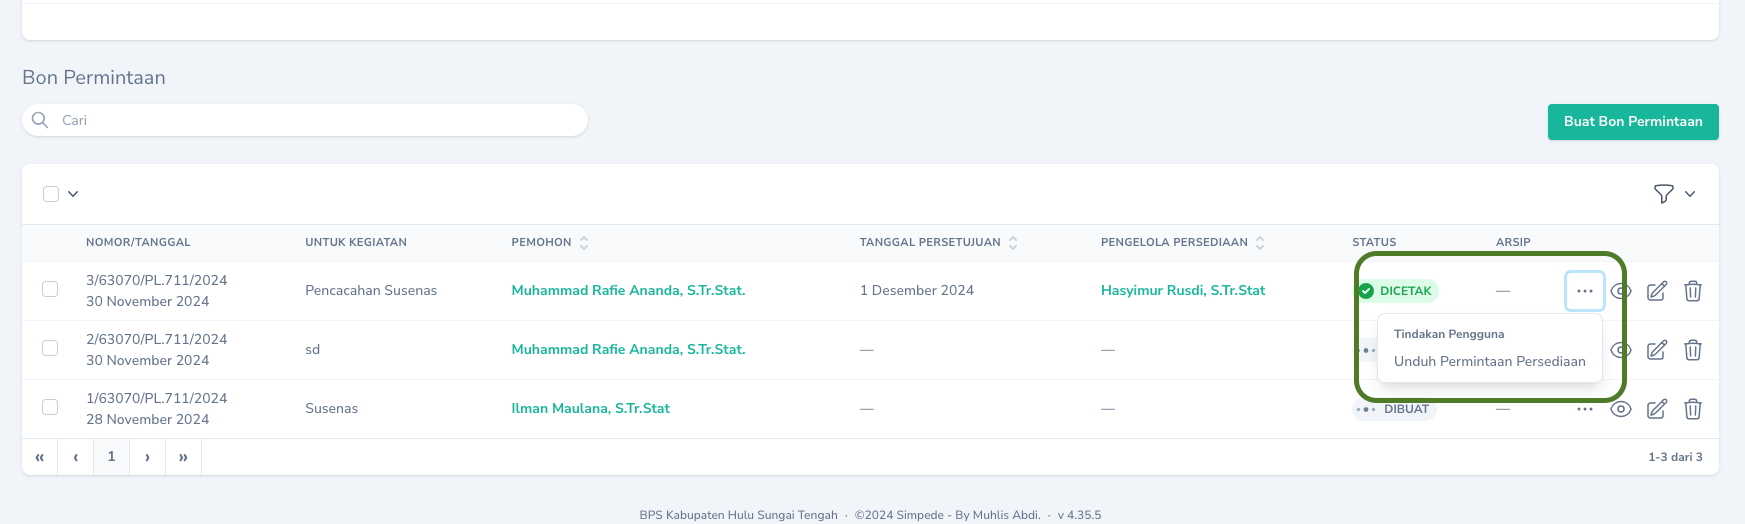 Bon Permintaan
Cari
Buat Bon Permintaan
NOMOR/TANGGAL UNTUK KEGIATAN PEMOHON TANGGAL PERSETUJUAN PENGELOLA PERSEDIAAN STATUS ARSIP
3/63070/PL.711/2024
30 November 2024
Pencacahan Susenas
Muhammad Rafie Ananda, S.Tr.Stat.
1 Desember 2024
Hasyimur Rusdi, S.Tr.Stat
DICETAK
—
Tindakan Pengguna
Unduh Permintaan Persediaan
2/63070/PL.711/2024
30 November 2024
sd
Muhammad Rafie Ananda, S.Tr.Stat.
—
—
1/63070/PL.711/2024
28 November 2024
Susenas
Ilman Maulana, S.Tr.Stat
—
—
DIBUAT
—
« ‹ 1 › »
1-3 dari 3
BPS Kabupaten Hulu Sungai Tengah · ©2024 Simpede - By Muhlis Abdi. · v 4.35.5